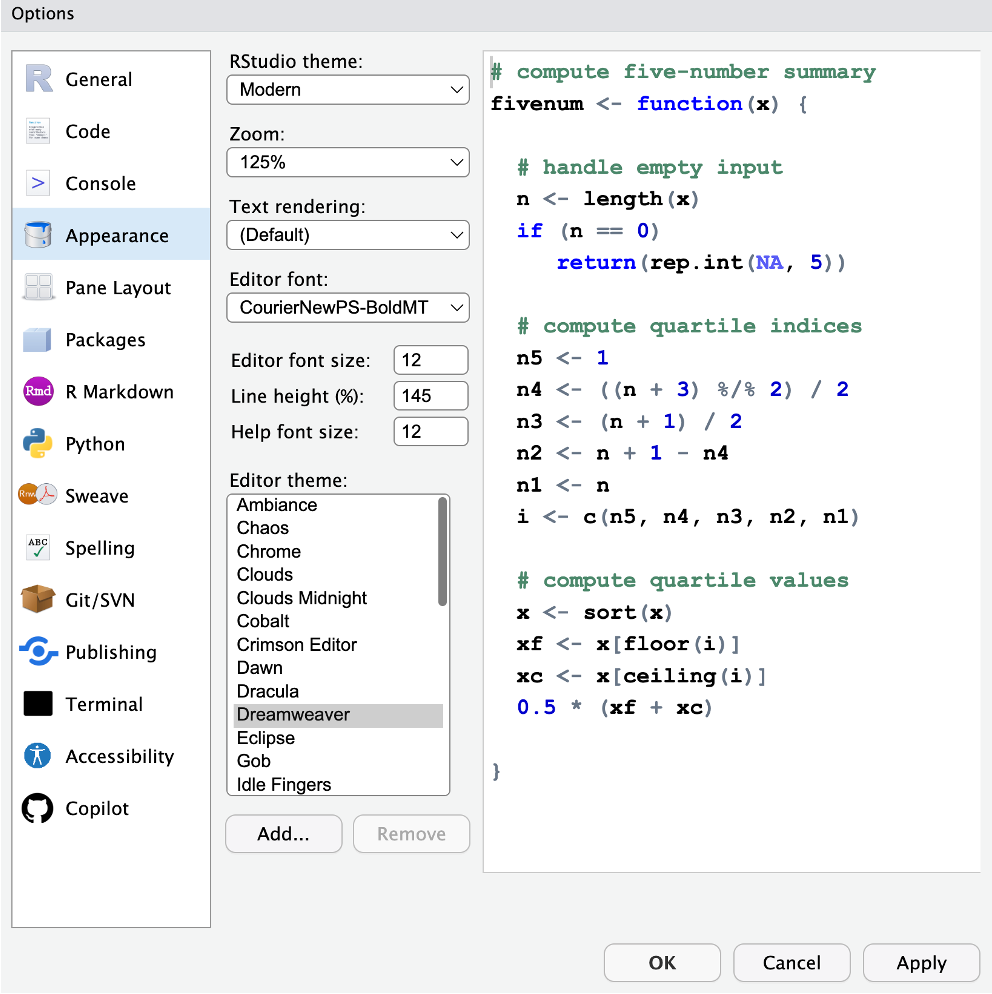 Options
General
Code
Console
Appearance
Pane Layout
Packages
Rmd R Markdown
Python
Rnw Sweave
ABC Spelling
Git/SVN
Publishing
Terminal
Accessibility
Copilot
RStudio theme:
Modern
Zoom:
125%
Text rendering:
(Default)
Editor font:
CourierNewPS-BoldMT
Editor font size: 12
Line height (%): 145
Help font size: 12
Editor theme:
Ambiance
Chaos
Chrome
Clouds
Clouds Midnight
Cobalt
Crimson Editor
Dawn
Dracula
Dreamweaver
Eclipse
Gob
Idle Fingers
Add...
Remove
# compute five-number summary
fivenum <- function(x) {
  # handle empty input
  n <- length(x)
  if (n == 0)
     return(rep.int(NA, 5))
  # compute quartile indices
  n5 <- 1
  n4 <- ((n + 3) %/% 2) / 2
  n3 <- (n + 1) / 2
  n2 <- n + 1 - n4
  n1 <- n
  i <- c(n5, n4, n3, n2, n1)
  # compute quartile values
  x <- sort(x)
  xf <- x[floor(i)]
  xc <- x[ceiling(i)]
  0.5 * (xf + xc)
}
OK
Cancel
Apply